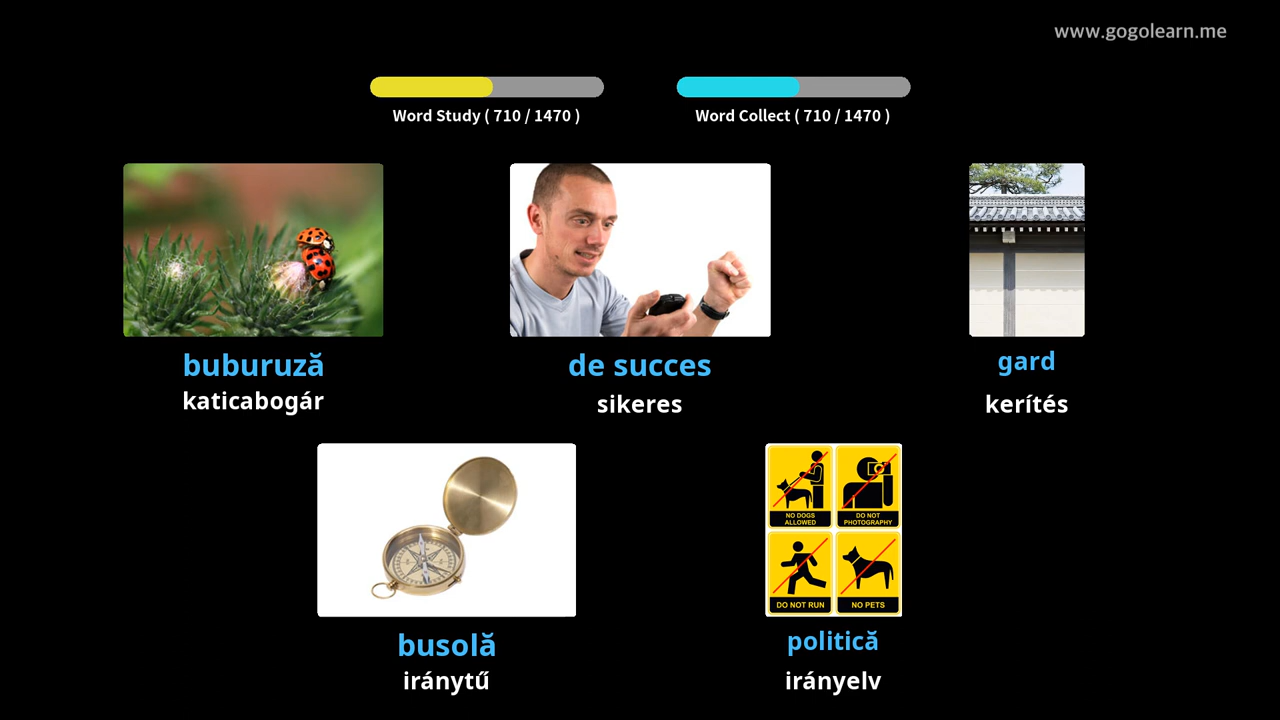 www.gogolearn.me
Word Study ( 710 / 1470 )
Word Collect ( 710 / 1470 )
buburuză
katicabogár
de succes
sikeres
gard
kerítés
NO DOGS
ALLOWED
DO NOT
PHOTOGRAPHY
DO NOT RUN
NO PETS
busolă
iránytű
politică
irányelv